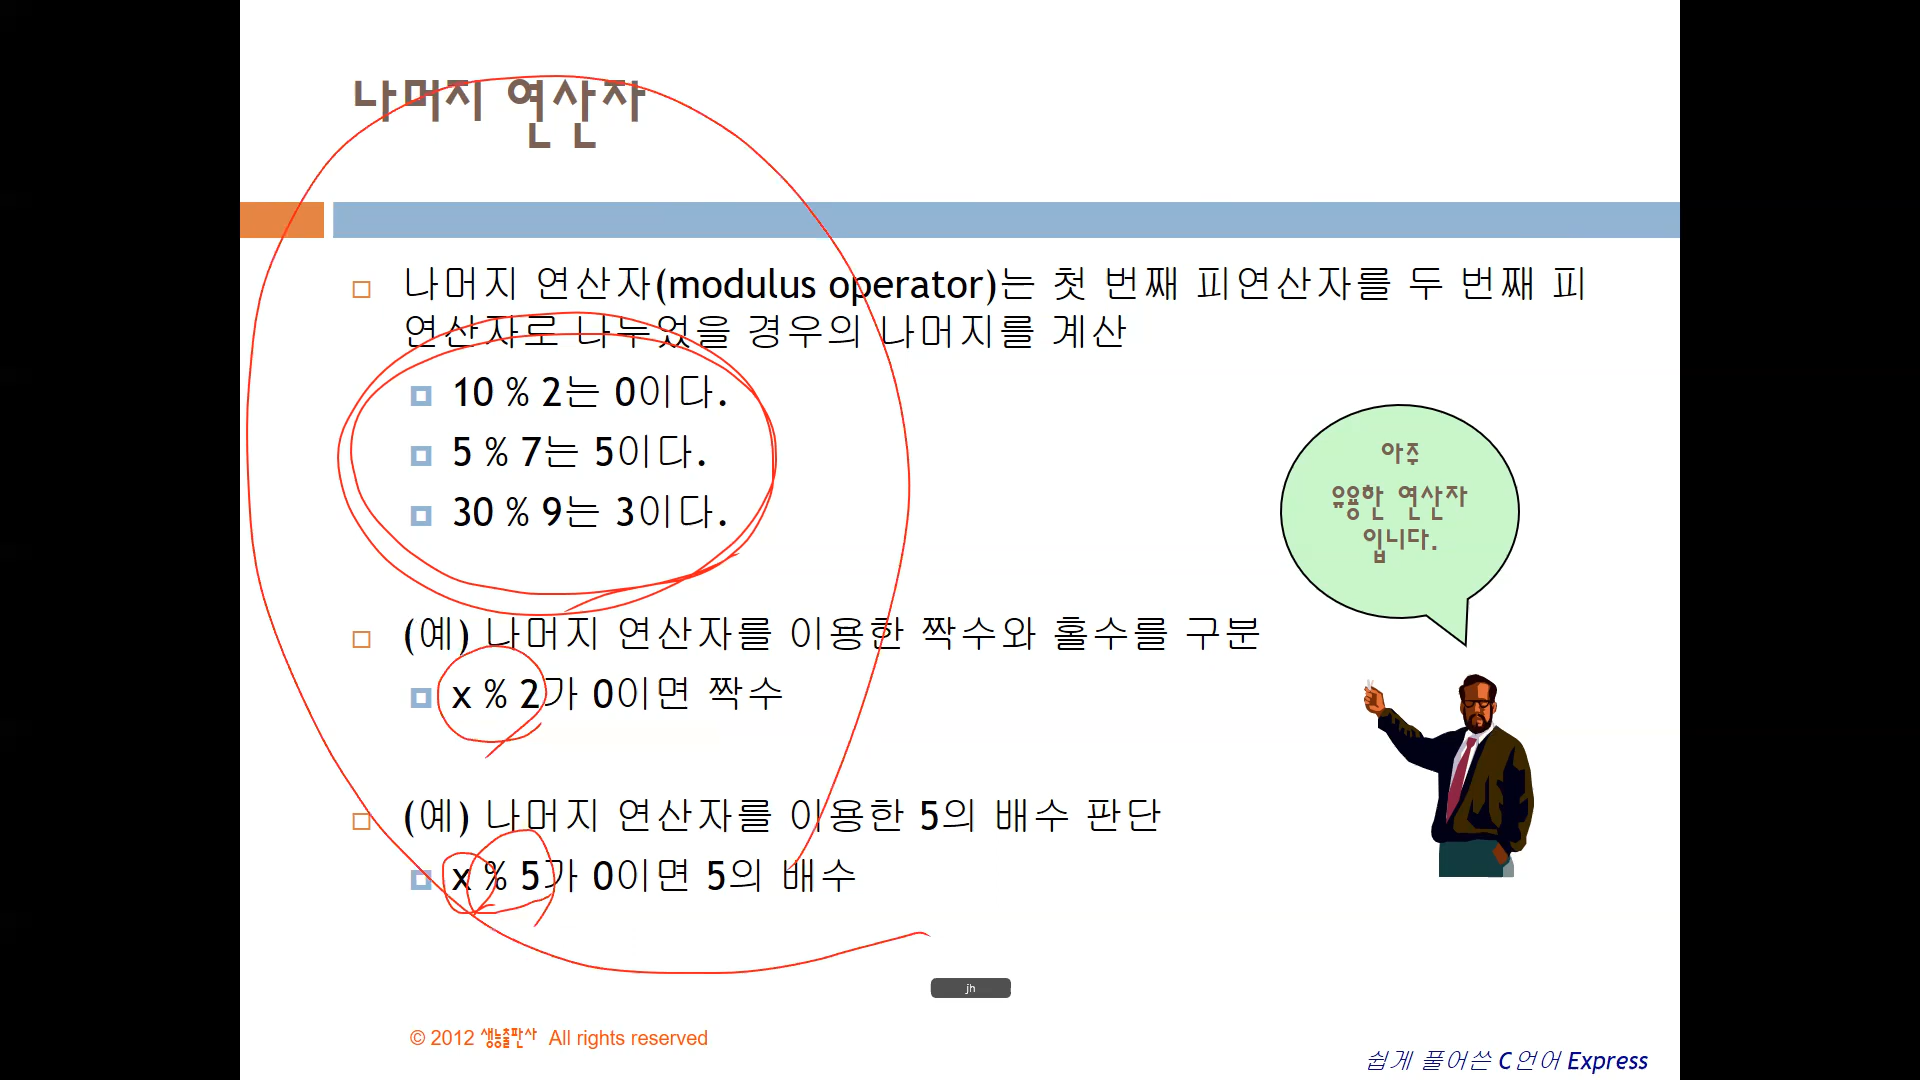 나머지 연산자
나머지 연산자(modulus operator)는 첫 번째 피연산자를 두 번째 피
연산자로 나누었을 경우의 나머지를 계산
10 % 2는 0이다.
5 % 7는 5이다.
30 % 9는 3이다.
(예) 나머지 연산자를 이용한 짝수와 홀수를 구분
x % 2가 0이면 짝수
(예) 나머지 연산자를 이용한 5의 배수 판단
x % 5가 0이면 5의 배수
아주
유용한 연산자
입니다.
jh
© 2012 생능출판사 All rights reserved
쉽게 풀어쓴 C언어 Express